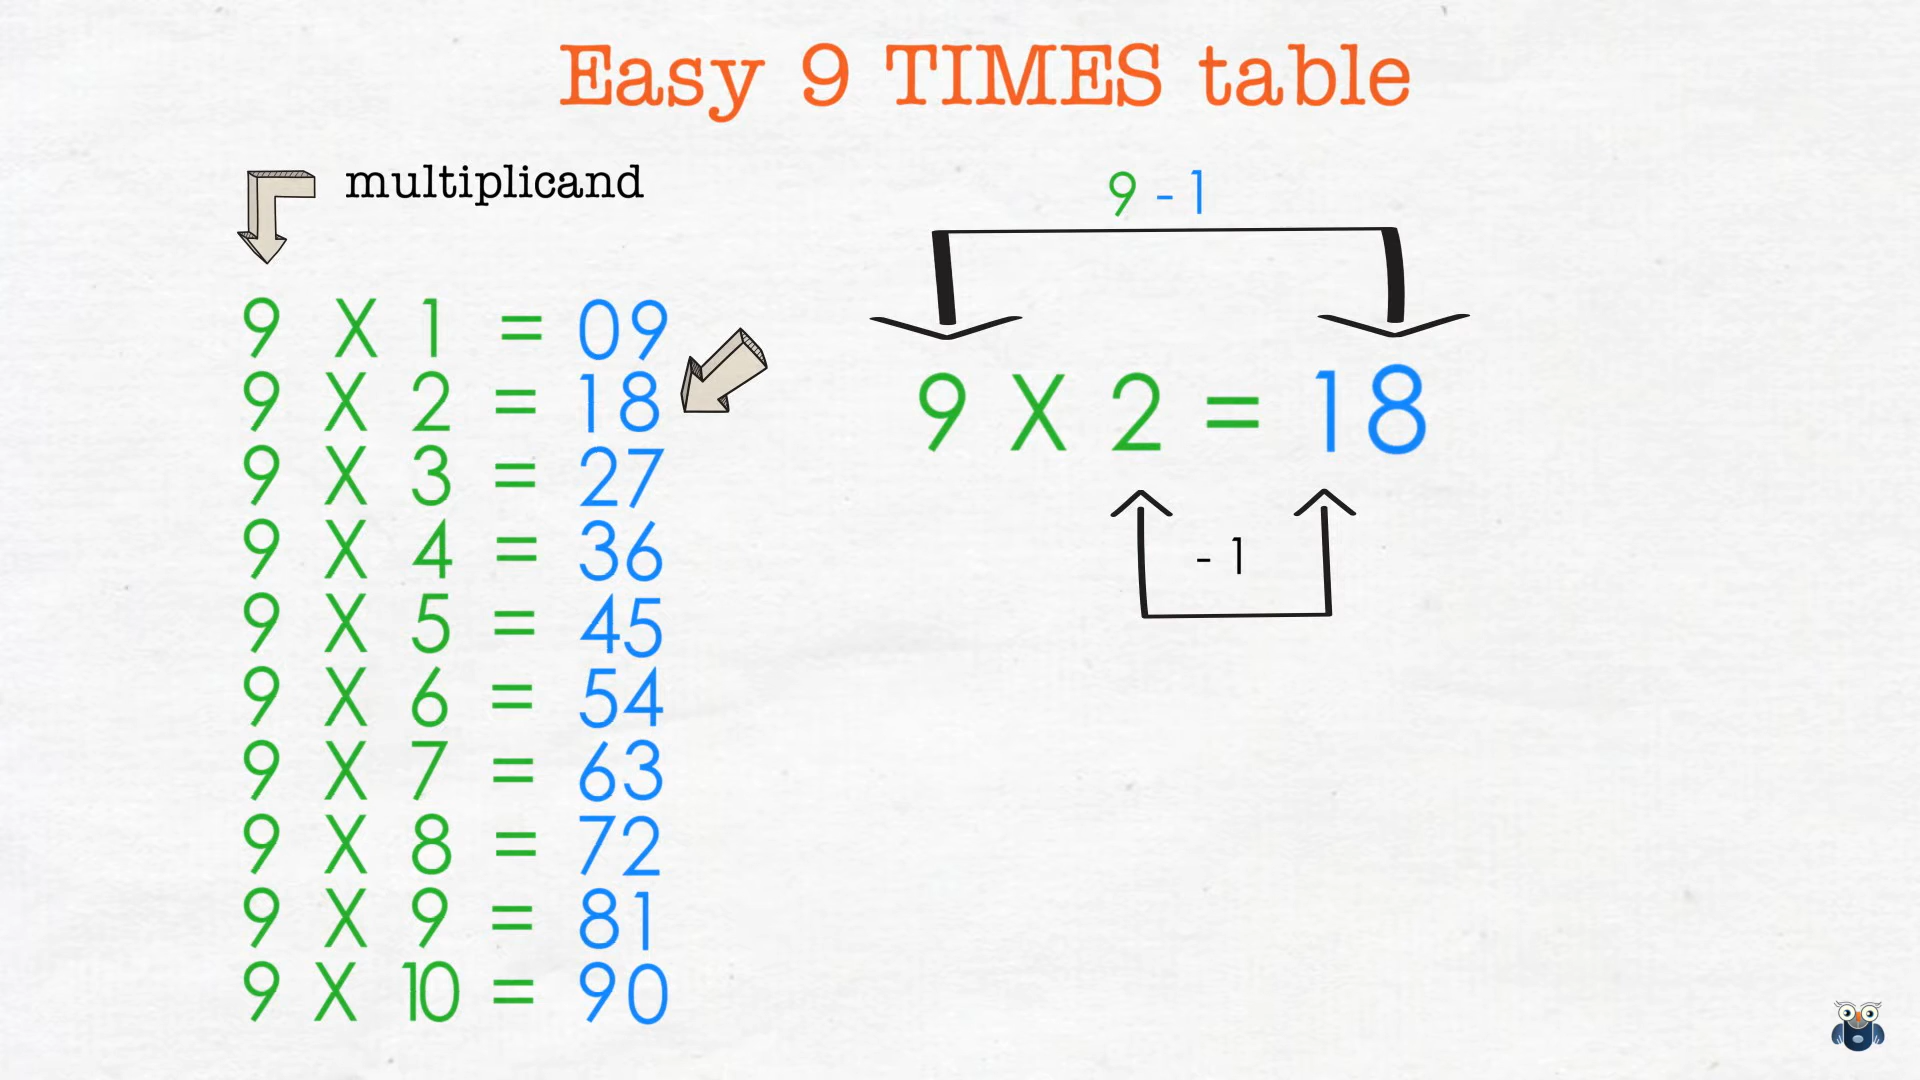 Easy 9 TIMES table
multiplicand
9 X 1 = 09
9 X 2 = 18
9 X 3 = 27
9 X 4 = 36
9 X 5 = 45
9 X 6 = 54
9 X 7 = 63
9 X 8 = 72
9 X 9 = 81
9 X 10 = 90
9 - 1
9 X 2 = 18
- 1